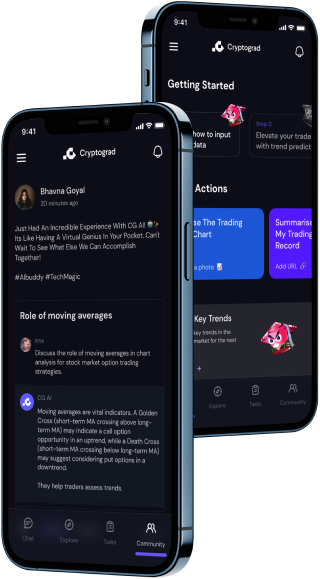 9:41
Cryptograd
Getting Started
how to input
data
Step 2:
Elevate your trade
with trend predict
Actions
se The Trading
Chart
a photo
Summarise
My Trading
Record
Add URL
Key Trends
key trends in the
market for the next
Explore
Tasks
Community
9:41
Cryptograd
Bhavna Goyal
20 minutes ago
Just Had An Incredible Experience With CG AI!
Its Like Having A Virtual Genius In Your Pocket. Can't
Wait To See What Else We Can Accomplish
Together!
#AIbuddy #TechMagic
Role of moving averages
Discuss the role of moving averages in chart
analysis for stock market option trading
strategies.
CG AI
Moving averages are vital indicators. A Golden
Cross (short-term MA crossing above long-
term MA) may indicate a call option
opportunity in an uptrend, while a Death Cross
(short-term MA crossing below long-term MA)
may suggest considering put options in a
downtrend.
They help traders assess trends.
Chat
Explore
Tasks
Community